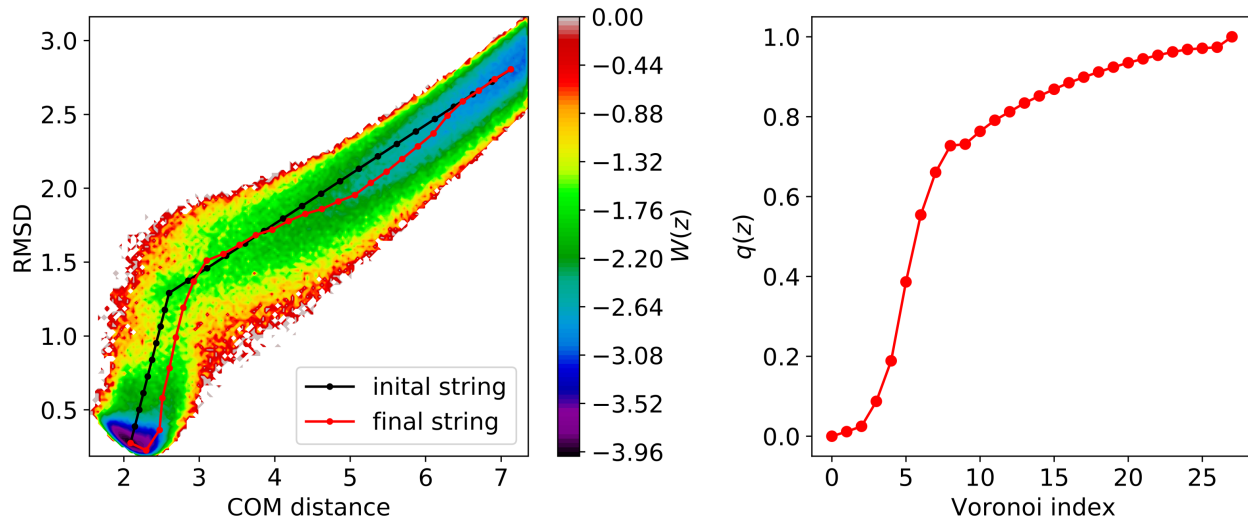 3.0
2.5
2.0
1.5
1.0
0.5
RMSD
2 3 4 5 6 7
COM distance
inital string
final string
0.00
−0.44
−0.88
−1.32
−1.76
−2.20
−2.64
−3.08
−3.52
−3.96
W(z)
1.0
0.8
0.6
0.4
0.2
0.0
q(z)
0 5 10 15 20 25
Voronoi index